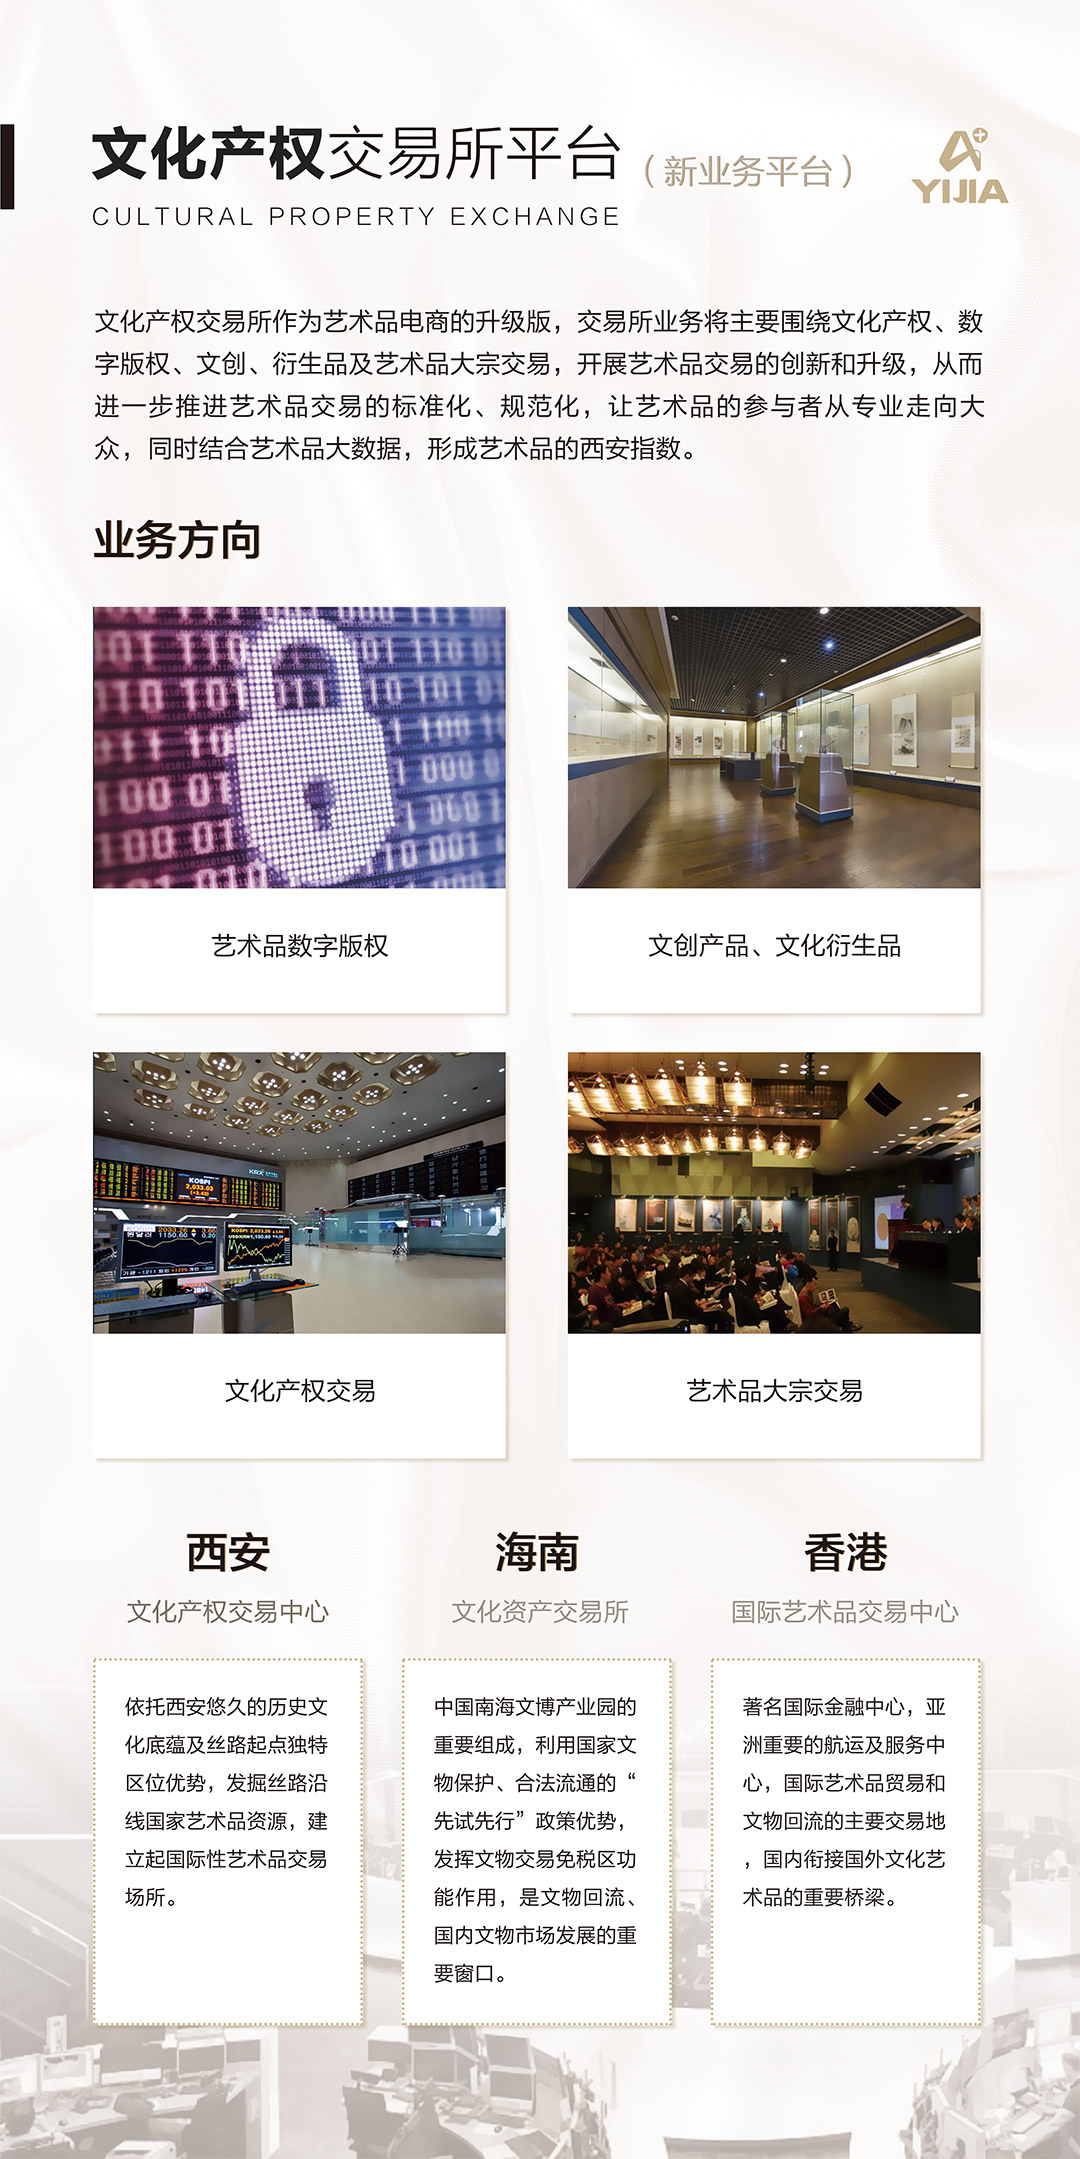 文化产权交易所平台（新业务平台）
CULTURAL PROPERTY EXCHANGE
A+
YIJIA
文化产权交易所作为艺术品电商的升级版，交易所业务将主要围绕文化产权、数
字版权、文创、衍生品及艺术品大宗交易，开展艺术品交易的创新和升级，从而
进一步推进艺术品交易的标准化、规范化，让艺术品的参与者从专业走向大
众，同时结合艺术品大数据，形成艺术品的西安指数。
业务方向
艺术品数字版权
文创产品、文化衍生品
KRX
KOSPI
2,033.03
文化产权交易
艺术品大宗交易
西安
文化产权交易中心
依托西安悠久的历史文
化底蕴及丝路起点独特
区位优势，发掘丝路沿
线国家艺术品资源，建
立起国际性艺术品交易
场所。
海南
文化资产交易所
中国南海文博产业园的
重要组成，利用国家文
物保护、合法流通的“
先试先行”政策优势，
发挥文物交易免税区功
能作用，是文物回流、
国内文物市场发展的重
要窗口。
香港
国际艺术品交易中心
著名国际金融中心，亚
洲重要的航运及服务中
心，国际艺术品贸易和
文物回流的主要交易地
，国内衔接国外文化艺
术品的重要桥梁。